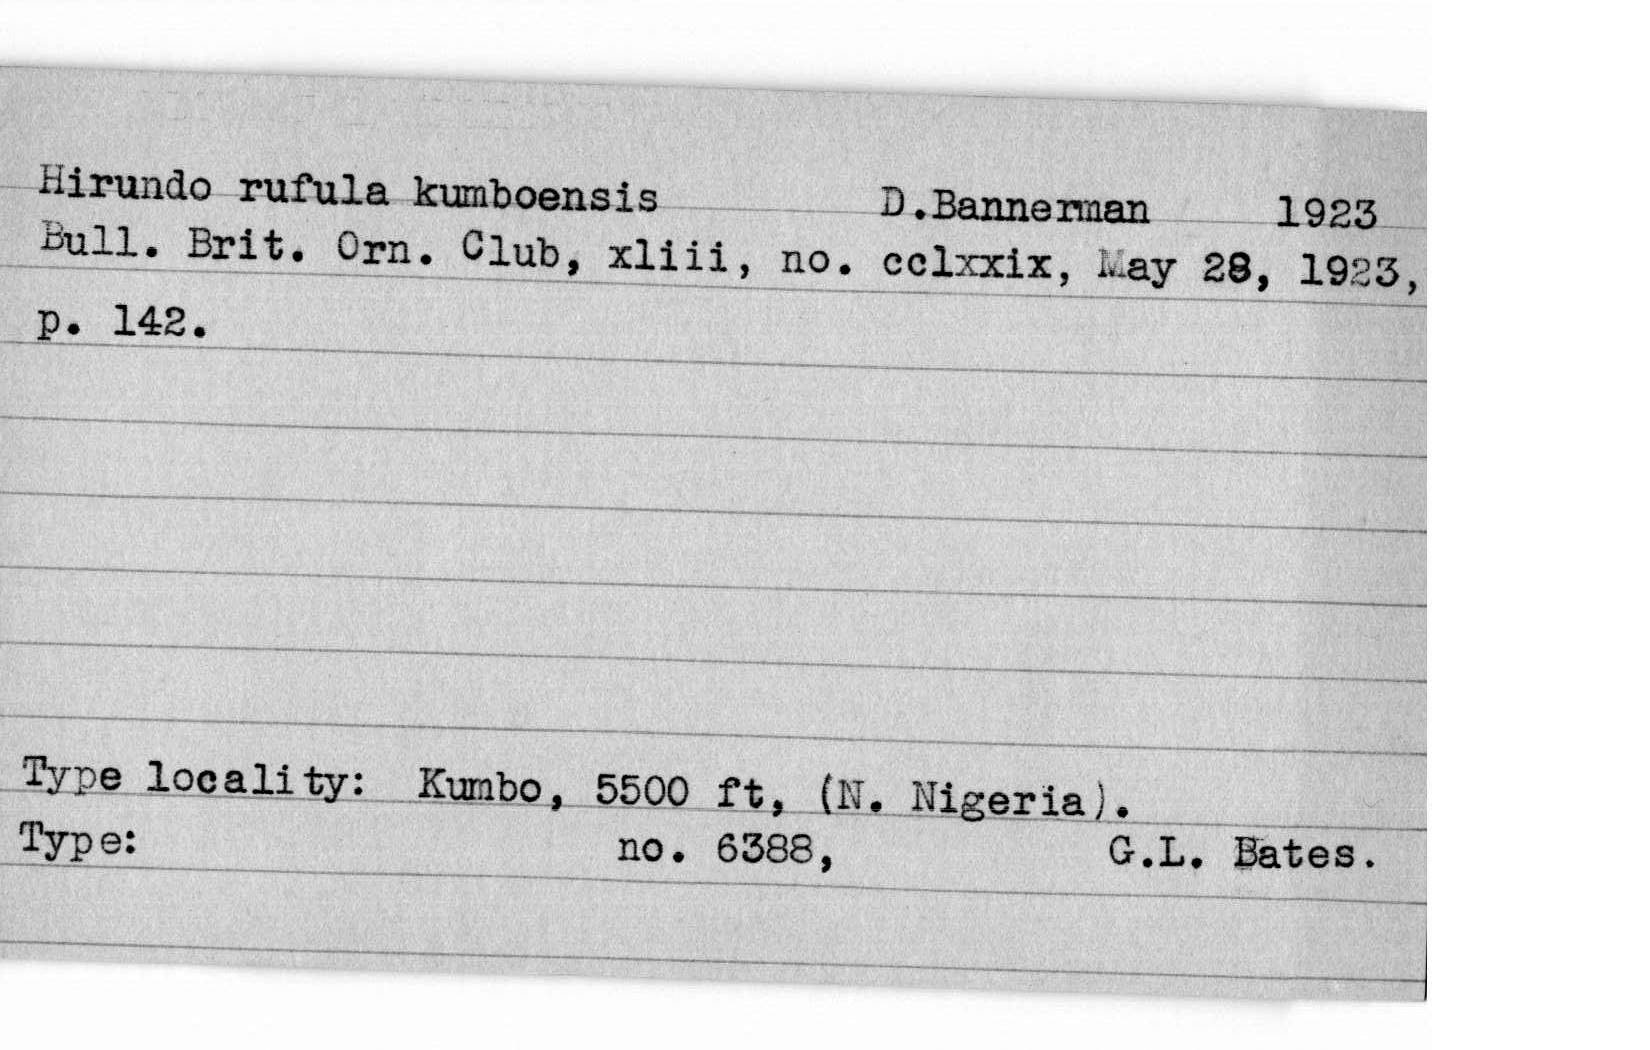 Hirundo rufula kumboensis D.Bannerman 1923
Bull. Brit. Orn. Club, xliii, no. cclxxix, May 28, 1923,
p. 142.
Type locality: Kumbo, 5500 ft, (N. Nigeria).
Type: no. 6388, G.L. Bates.